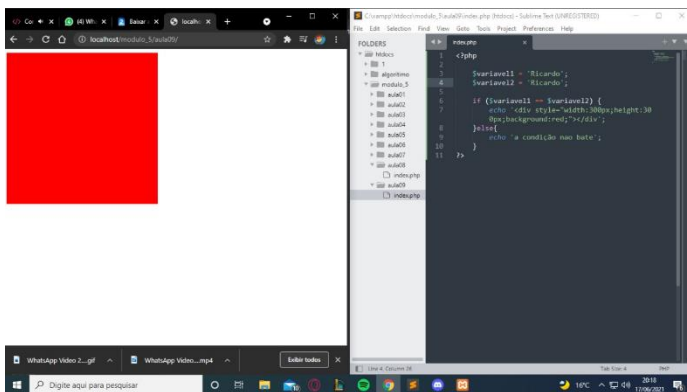 Baixar
localho
localhost/modulo_5/aula09/
WhatsApp Video 2....gif
WhatsApp Video....mp4
Exibir todos
Digite aqui para pesquisar
C:\xampp\htdocs\modulo_5\aula09\index.php (htdocs) - Sublime Text (UNREGISTERED)
File Edit Selection Find View Goto Tools Project Preferences Help
FOLDERS
htdocs
1
algoritimo
modulo_5
aula01
aula02
aula03
aula04
aula05
aula06
aula07
aula08
index.php
aula09
index.php
index.php
1 <?php
2
3 $variavel1 = 'Ricardo';
4 $variavel2 = 'Ricardo';
5
6 if ($variavel1 == $variavel2) {
7 echo '<div style="width:300px;height:30
0px;background:red;"></div';
8 }else{
9 echo 'a condição nao bate';
10 }
11 ?>
Line 4, Column 28
Tab Size: 4
PHP
16°C
20:18
17/06/2021